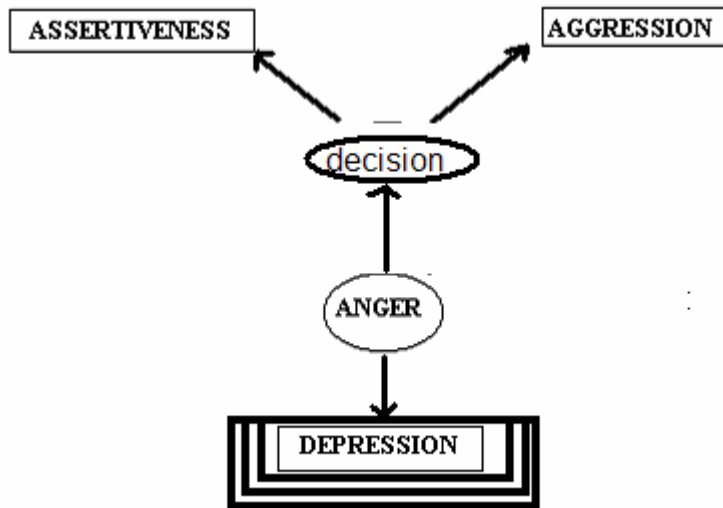 ASSERTIVENESS
AGGRESSION
decision
ANGER
DEPRESSION